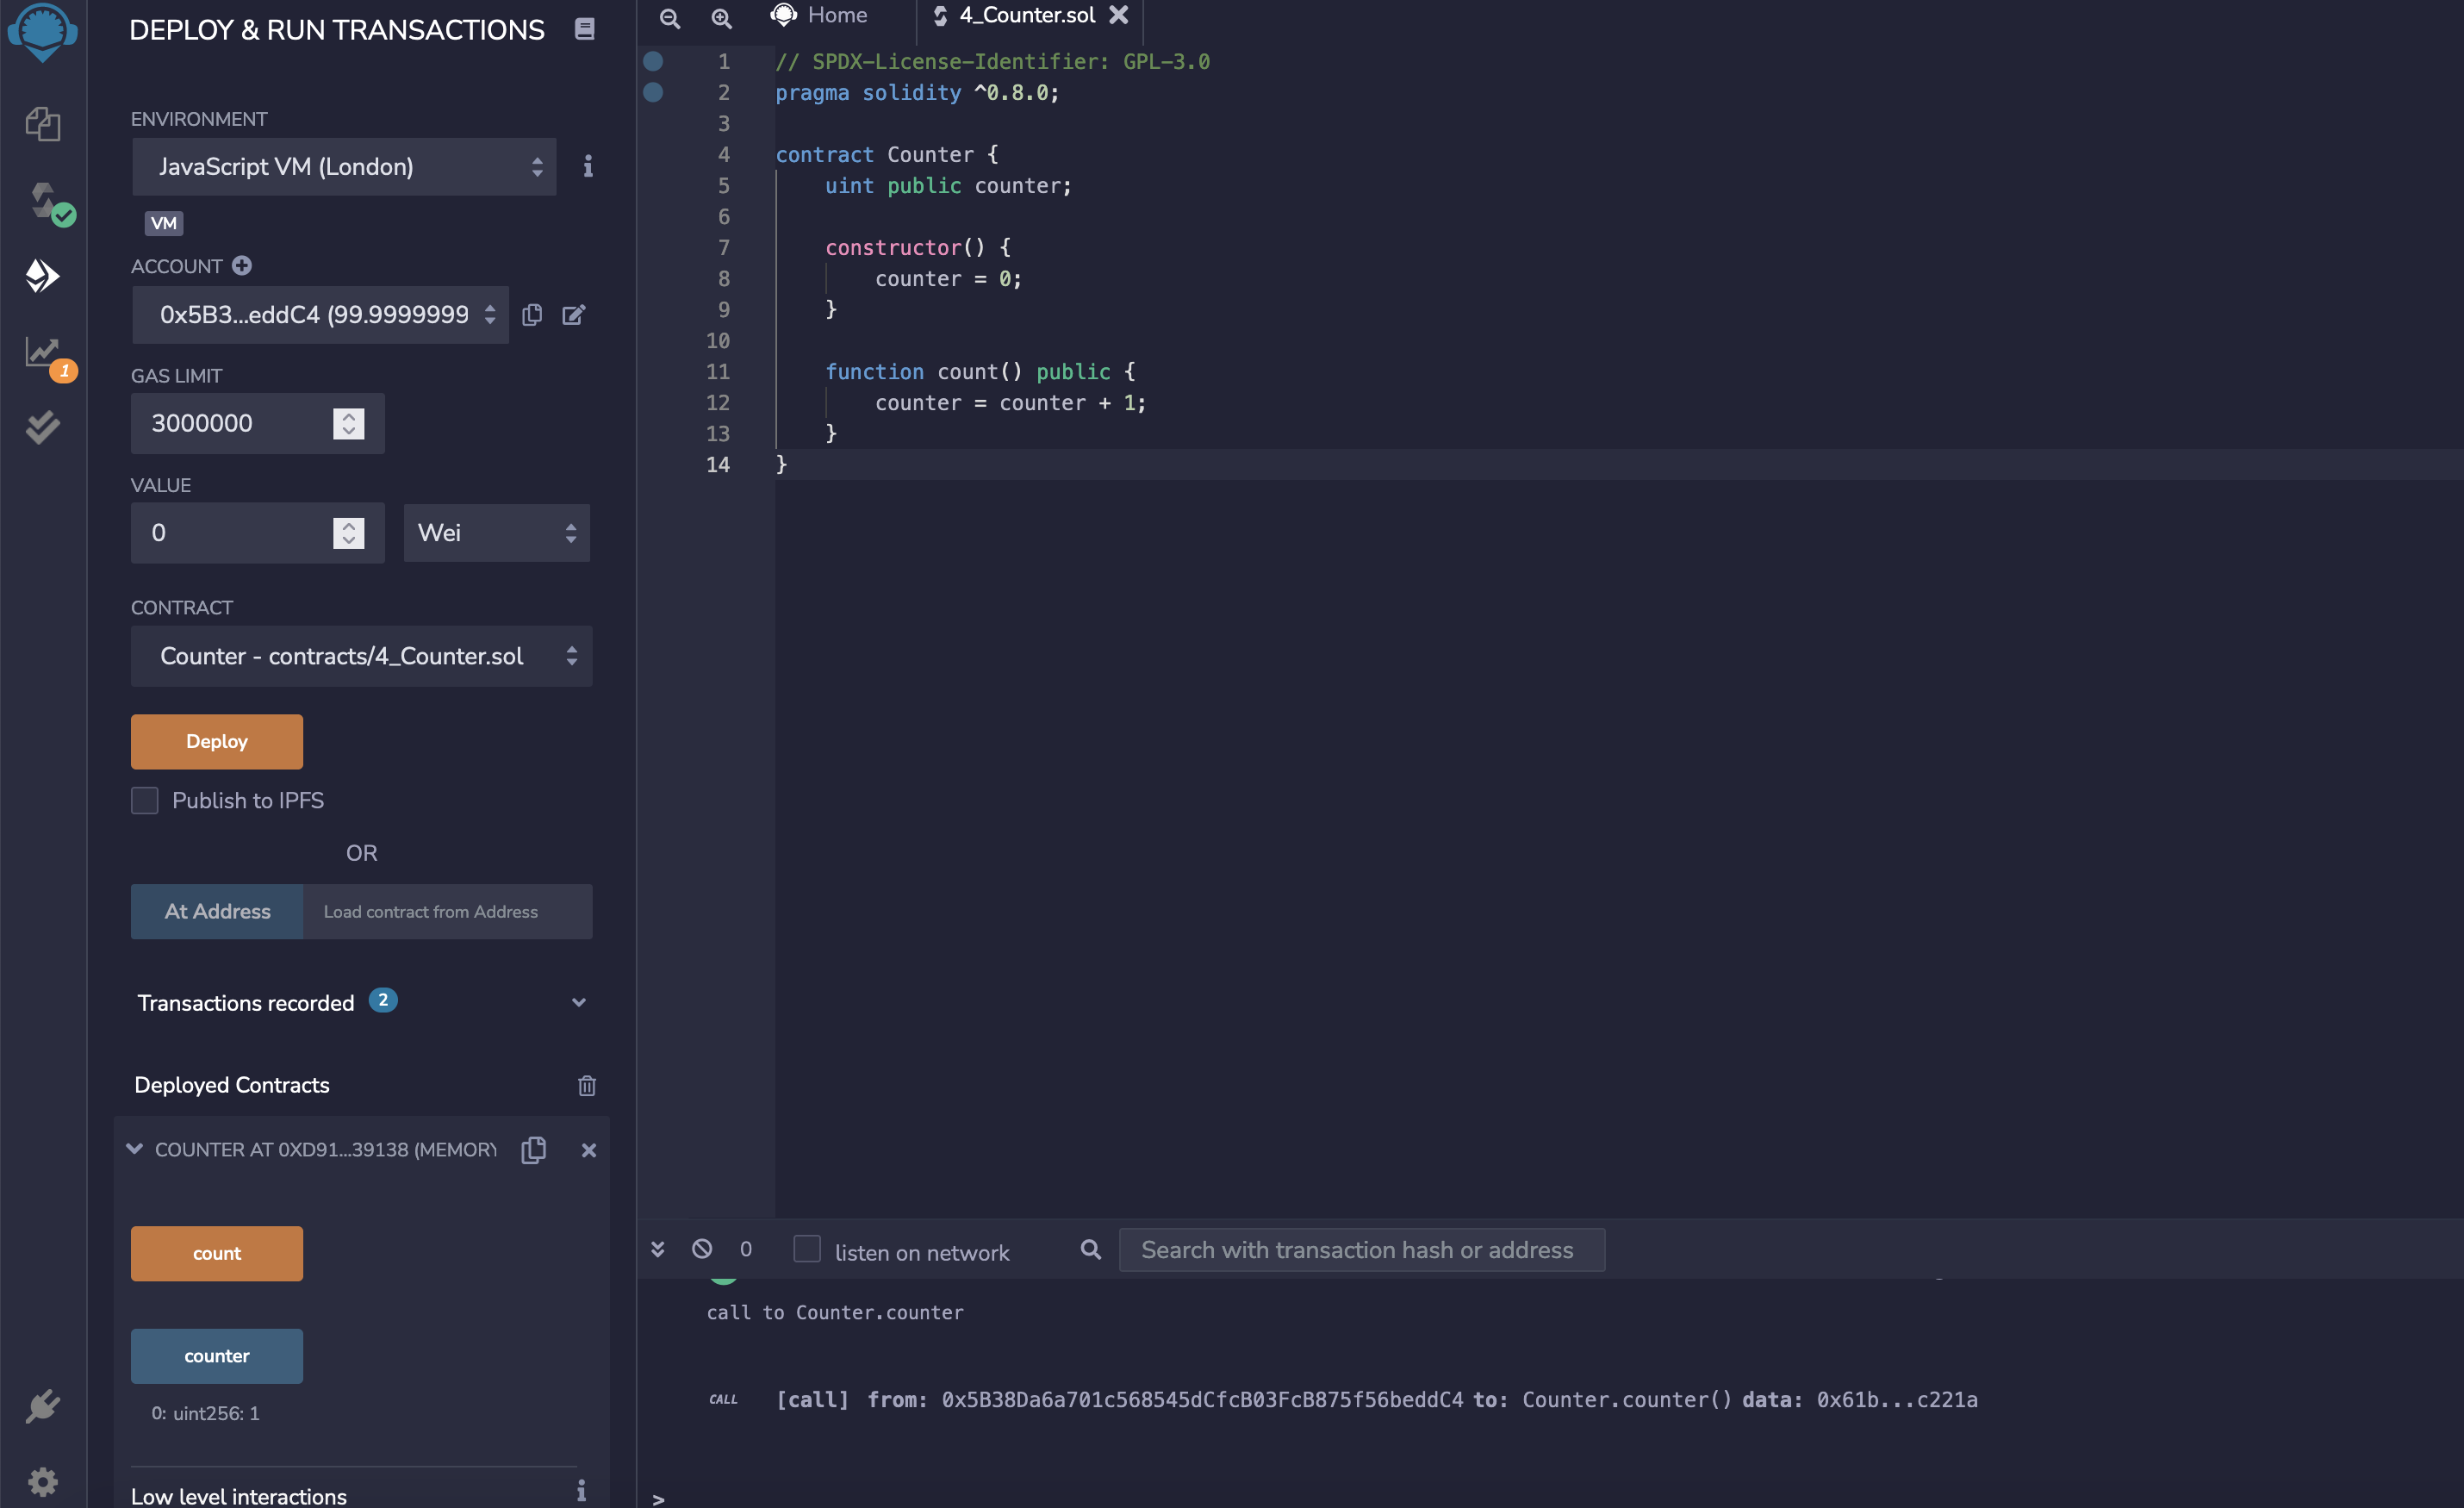 DEPLOY & RUN TRANSACTIONS
ENVIRONMENT
JavaScript VM (London)
VM
ACCOUNT
0x5B3...eddC4 (99.9999999
GAS LIMIT
3000000
VALUE
0
Wei
CONTRACT
Counter - contracts/4_Counter.sol
Deploy
Publish to IPFS
OR
At Address
Load contract from Address
Transactions recorded 2
Deployed Contracts
COUNTER AT 0XD91...39138 (MEMORY
count
counter
0: uint256: 1
Low level interactions
1
Home
4_Counter.sol
1 // SPDX-License-Identifier: GPL-3.0
2 pragma solidity ^0.8.0;
3
4 contract Counter {
5 uint public counter;
6
7 constructor() {
8 counter = 0;
9 }
10
11 function count() public {
12 counter = counter + 1;
13 }
14 }
0
listen on network
Search with transaction hash or address
call to Counter.counter
CALL [call] from: 0x5B38Da6a701c568545dCfcB03FcB875f56beddC4 to: Counter.counter() data: 0x61b...c221a
>